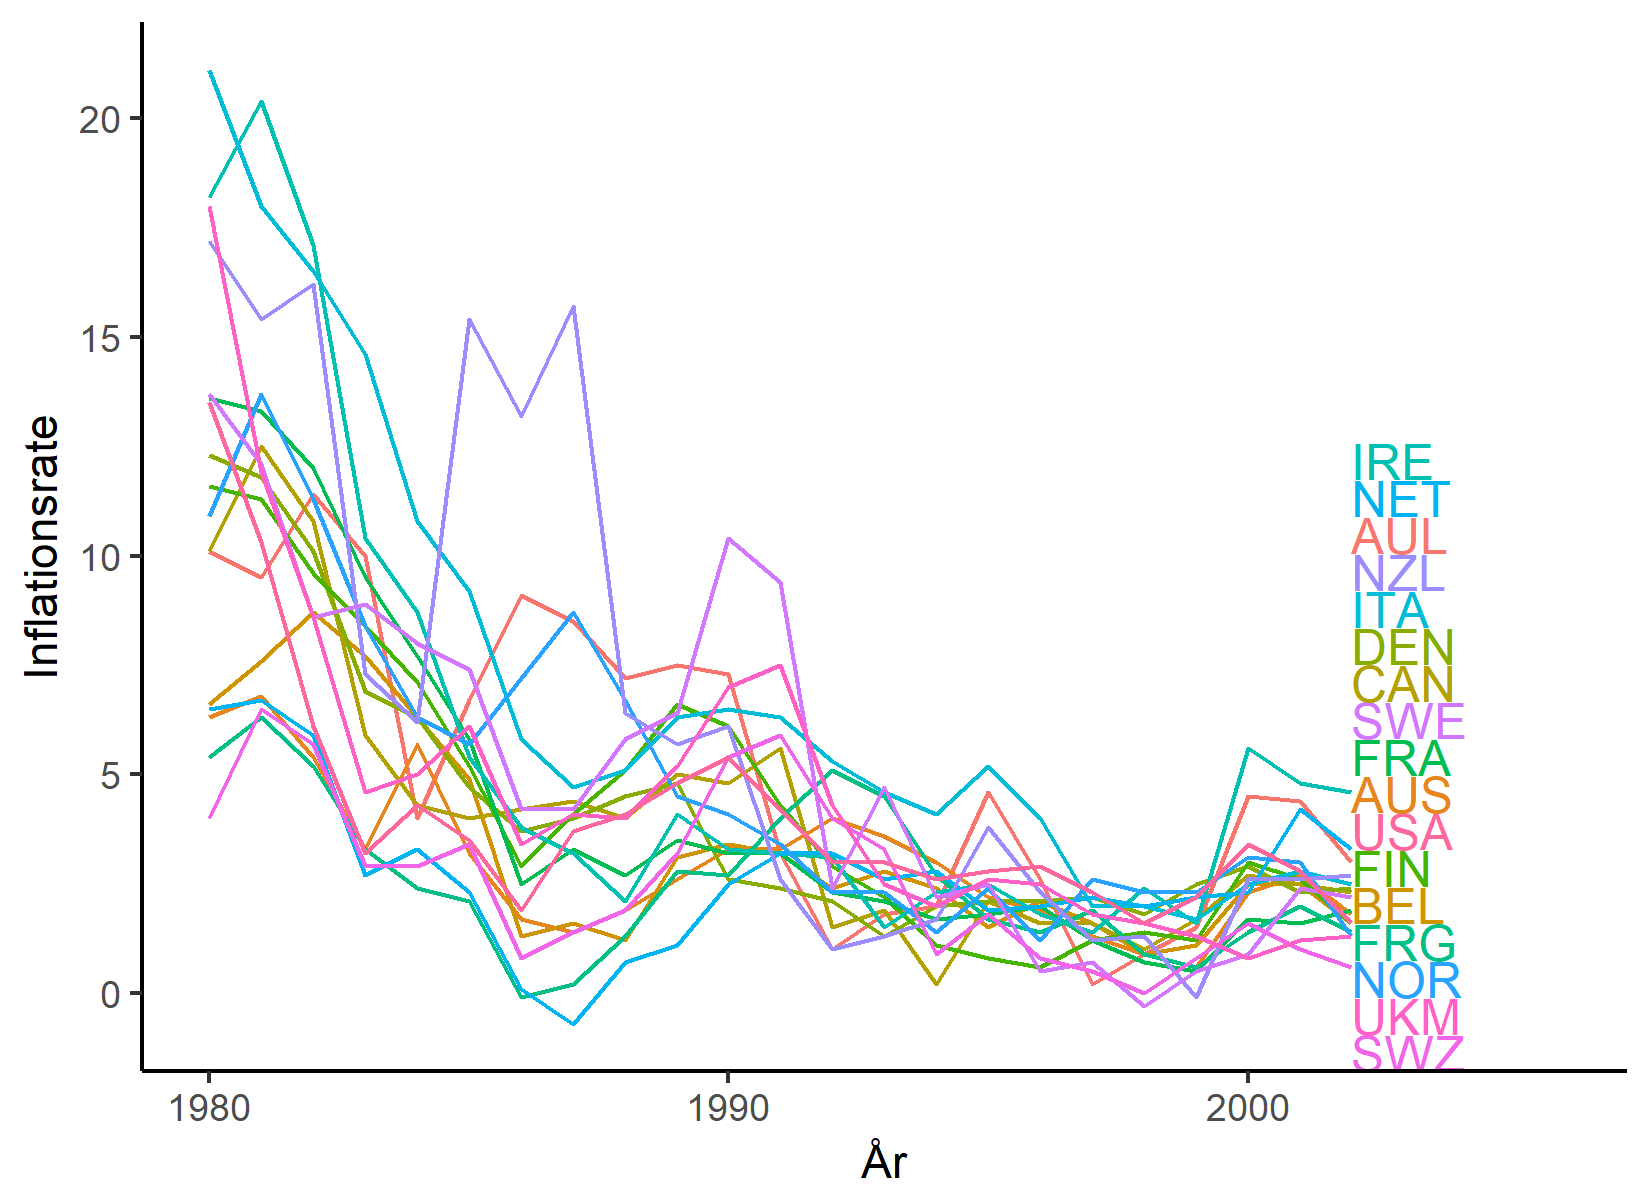 20
15
10
5
0
Inflationsrate
IRE
NET
AUL
NZL
ITA
DEN
CAN
SWE
FRA
AUS
USA
FIN
BEL
FRG
NOR
UKM
SWZ
1980 1990 2000
År